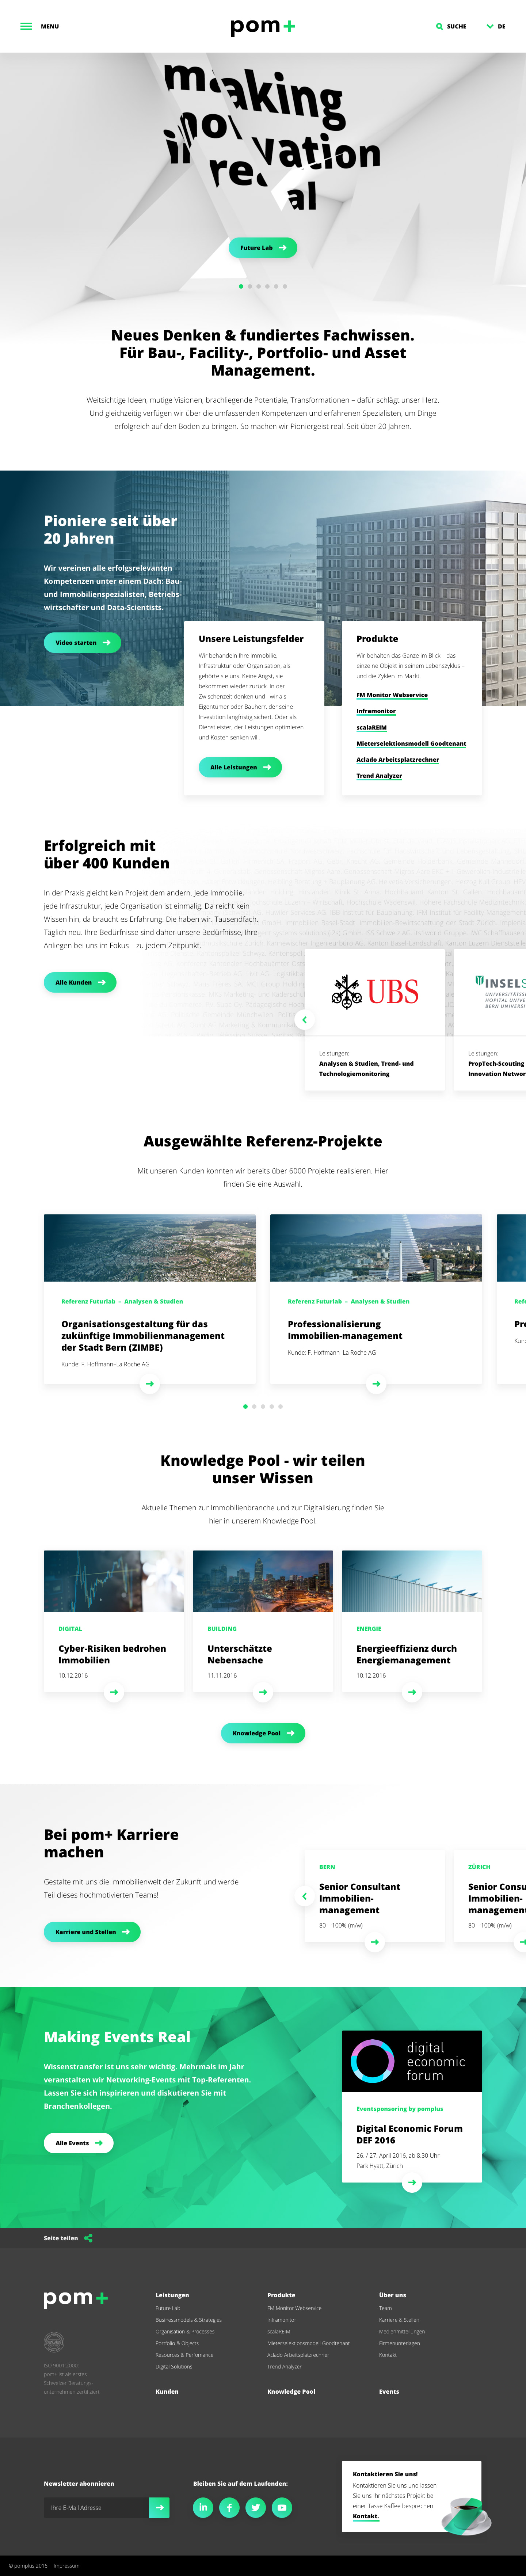 MENU
pom+
SUCHE
DE
making
innovation
real
Future Lab
Neues Denken & fundiertes Fachwissen.
Für Bau-, Facility-, Portfolio- und Asset
Management.
Weitsichtige Ideen, mutige Visionen, brachliegende Potentiale, Transformationen – dafür schlägt unser Herz.
Und gleichzeitig verfügen wir über die umfassenden Kompetenzen und erfahrenen Spezialisten, um Dinge
erfolgreich auf den Boden zu bringen. So machen wir Pioniergeist real. Seit über 20 Jahren.
Pioniere seit über
20 Jahren
Wir vereinen alle erfolgsrelevanten
Kompetenzen unter einem Dach: Bau-
und Immobilienspezialisten, Betriebs-
wirtschafter und Data-Scientists.
Video starten
Unsere Leistungsfelder
Wir behandeln Ihre Immobilie,
Infrastruktur oder Organisation, als
gehörte sie uns. Keine Angst, sie
bekommen wieder zurück. In der
Zwischenzeit denken und  wir als
Eigentümer oder Bauherr, der seine
Investition langfristig sichert. Oder als
Dienstleister, der Leistungen optimieren
und Kosten senken will.
Alle Leistungen
Produkte
Wir behalten das Ganze im Blick – das
einzelne Objekt in seinem Lebenszyklus –
und die Zyklen im Markt.
FM Monitor Webservice
Inframonitor
scalaREIM
Mieterselektionsmodell Goodtenant
Aclado Arbeitsplatzrechner
Trend Analyzer
Erfolgreich mit
über 400 Kunden
In der Praxis gleicht kein Projekt dem andern. Jede Immobilie,
jede Infrastruktur, jede Organisation ist einmalig. Da reicht kein
Wissen hin, da braucht es Erfahrung. Die haben wir. Tausendfach.
Täglich neu. Ihre Bedürfnisse sind daher unsere Bedürfnisse, Ihre
Anliegen bei uns im Fokus – zu jedem Zeitpunkt.
Alle Kunden
UBS
Leistungen:
Analysen & Studien, Trend- und
Technologiemonitoring
INSELS
UNIVERSITÄTSS
HOPITAL UNIVER
BERN UNIVERS
Leistungen:
PropTech-Scouting
Innovation Networ
Ausgewählte Referenz-Projekte
Mit unseren Kunden konnten wir bereits über 6000 Projekte realisieren. Hier
finden Sie eine Auswahl.
Referenz Futurlab – Analysen & Studien
Organisationsgestaltung für das
zukünftige Immobilienmanagement
der Stadt Bern (ZIMBE)
Kunde: F. Hoffmann–La Roche AG
Referenz Futurlab – Analysen & Studien
Professionalisierung
Immobilien-management
Kunde: F. Hoffmann–La Roche AG
Refe
Pro
Kund
Knowledge Pool - wir teilen
unser Wissen
Aktuelle Themen zur Immobilienbranche und zur Digitalisierung finden Sie
hier in unserem Knowledge Pool.
DIGITAL
Cyber-Risiken bedrohen
Immobilien
10.12.2016
BUILDING
Unterschätzte
Nebensache
11.11.2016
ENERGIE
Energieeffizienz durch
Energiemanagement
10.12.2016
Knowledge Pool
Bei pom+ Karriere
machen
Gestalte mit uns die Immobilienwelt der Zukunft und werde
Teil dieses hochmotivierten Teams!
Karriere und Stellen
BERN
Senior Consultant
Immobilien-
management
80 – 100% (m/w)
ZÜRICH
Senior Consu
Immobilien-
management
80 – 100% (m/w)
Making Events Real
Wissenstransfer ist uns sehr wichtig. Mehrmals im Jahr
veranstalten wir Networking-Events mit Top-Referenten.
Lassen Sie sich inspirieren und diskutieren Sie mit
Branchenkollegen.
Alle Events
digital
economic
forum
Eventsponsoring by pomplus
Digital Economic Forum
DEF 2016
26. / 27. April 2016, ab 8.30 Uhr
Park Hyatt, Zürich
Seite teilen
pom+
ISO 9001:2000
pom+ ist als erstes
Schweizer Beratungs-
unternehmen zertifiziert
Leistungen
Future Lab
Businessmodels & Strategies
Organisation & Processes
Portfolio & Objects
Resources & Perfomance
Digital Solutions
Kunden
Produkte
FM Monitor Webservice
Inframonitor
scalaREIM
Mieterselektionsmodell Goodtenant
Aclado Arbeitsplatzrechner
Trend Analyzer
Knowledge Pool
Über uns
Team
Karriere & Stellen
Medienmitteilungen
Firmenunterlagen
Kontakt
Events
Newsletter abonnieren
Ihre E-Mail Adresse
Bleiben Sie auf dem Laufenden:
Kontaktieren Sie uns!
Kontaktieren Sie uns und lassen
Sie uns Ihr nächstes Projekt bei
einer Tasse Kaffee besprechen.
Kontakt.
© pomplus 2016
Impressum